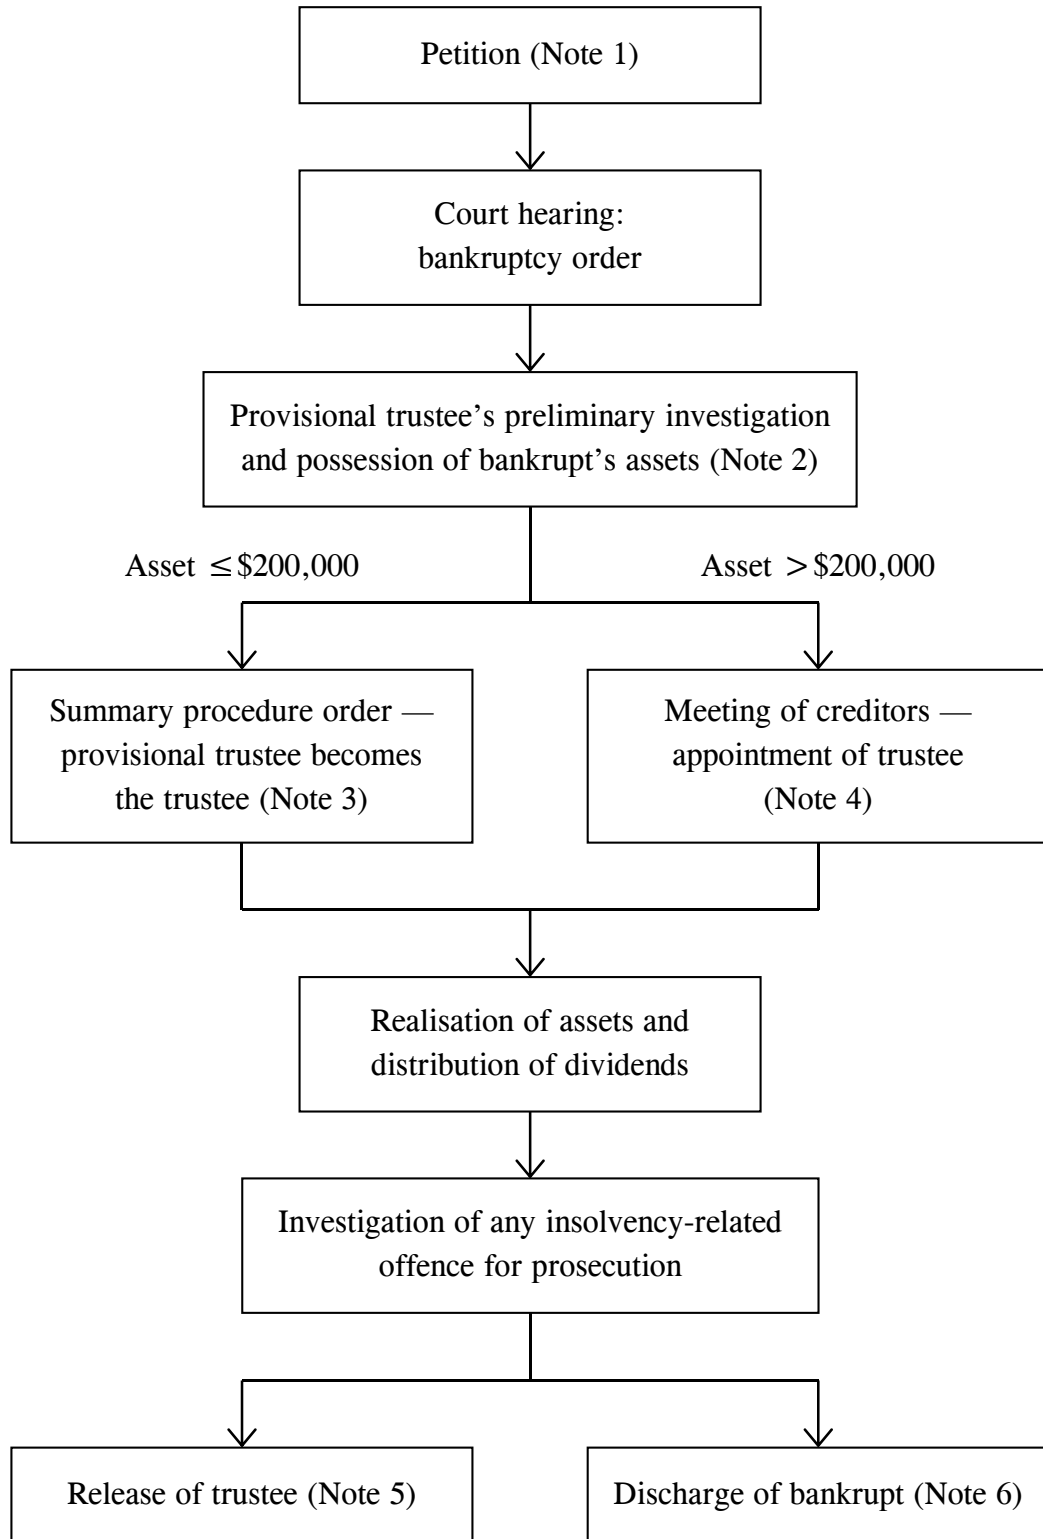 Petition (Note 1)
Court hearing:
bankruptcy order
Provisional trustee’s preliminary investigation
and possession of bankrupt’s assets (Note 2)
Asset ≤$200,000
Asset >$200,000
Summary procedure order —
provisional trustee becomes
the trustee (Note 3)
Meeting of creditors —
appointment of trustee
(Note 4)
Realisation of assets and
distribution of dividends
Investigation of any insolvency-related
offence for prosecution
Release of trustee (Note 5)
Discharge of bankrupt (Note 6)